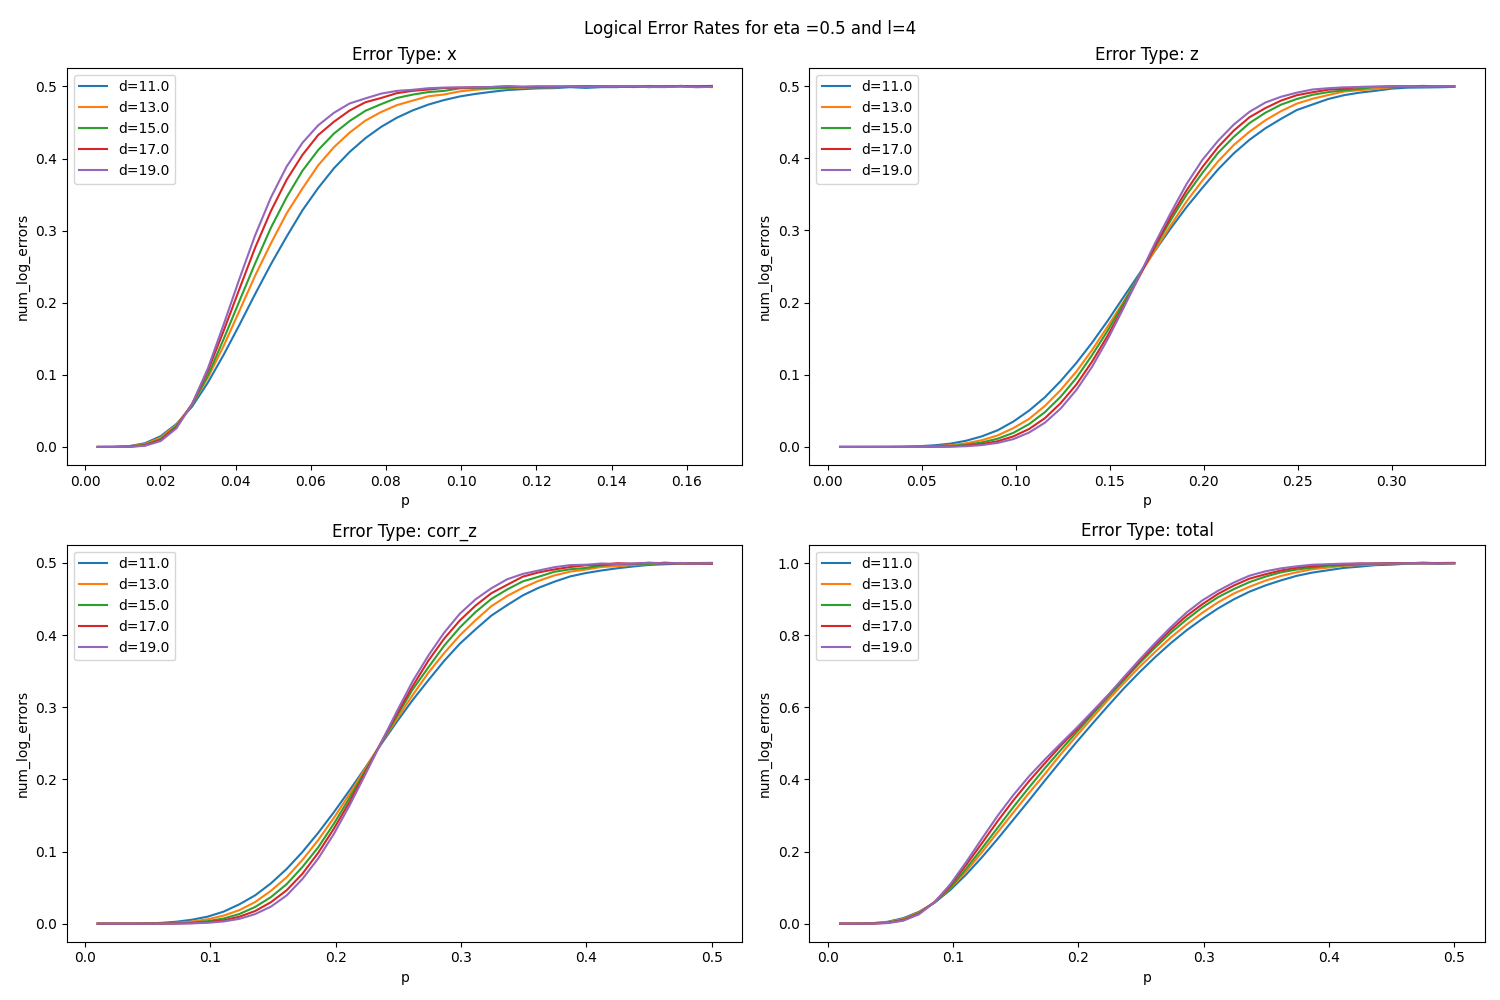 Logical Error Rates for eta =0.5 and l=4
Error Type: x
d=11.0
d=13.0
d=15.0
d=17.0
d=19.0
num_log_errors
0.5
0.4
0.3
0.2
0.1
0.0
0.00 0.02 0.04 0.06 0.08 0.10 0.12 0.14 0.16
p
Error Type: z
d=11.0
d=13.0
d=15.0
d=17.0
d=19.0
num_log_errors
0.5
0.4
0.3
0.2
0.1
0.0
0.00 0.05 0.10 0.15 0.20 0.25 0.30
p
Error Type: corr_z
d=11.0
d=13.0
d=15.0
d=17.0
d=19.0
num_log_errors
0.5
0.4
0.3
0.2
0.1
0.0
0.0 0.1 0.2 0.3 0.4 0.5
p
Error Type: total
d=11.0
d=13.0
d=15.0
d=17.0
d=19.0
num_log_errors
1.0
0.8
0.6
0.4
0.2
0.0
0.0 0.1 0.2 0.3 0.4 0.5
p